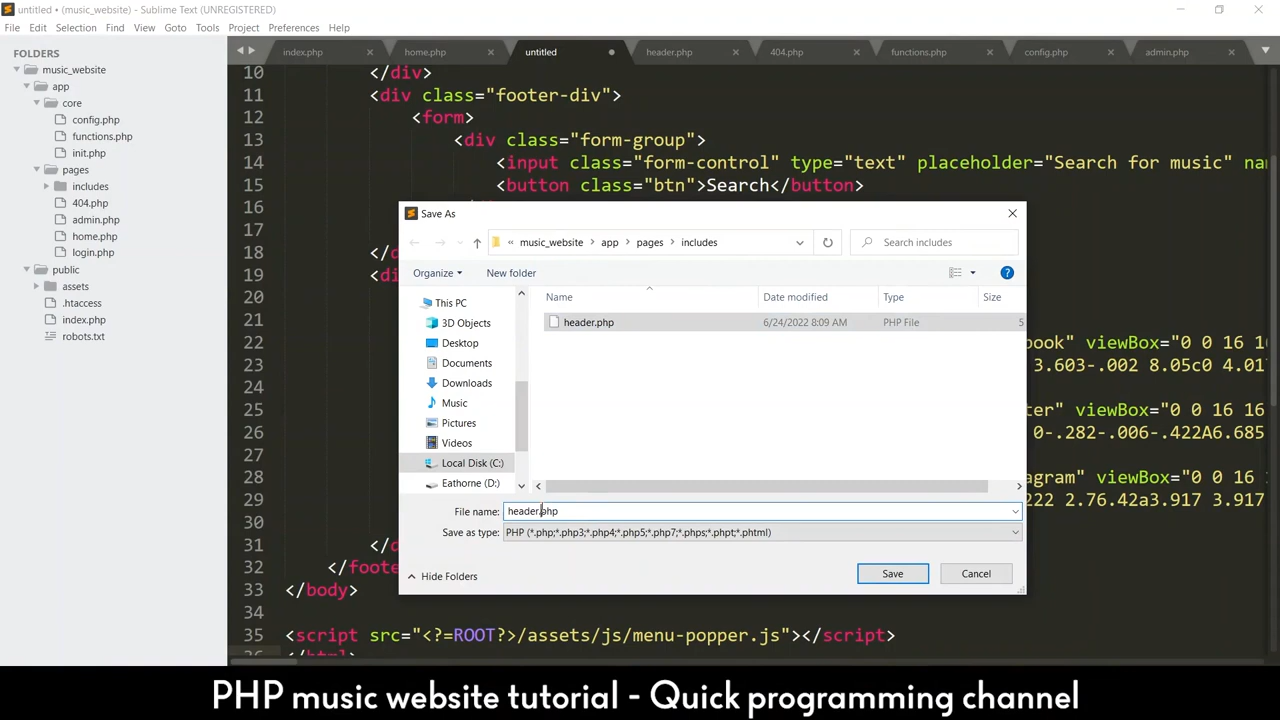 untitled • (music_website) - Sublime Text (UNREGISTERED)
File Edit Selection Find View Goto Tools Project Preferences Help
FOLDERS
music_website
app
core
config.php
functions.php
init.php
pages
includes
404.php
admin.php
home.php
login.php
public
assets
.htaccess
index.php
robots.txt
index.php home.php untitled header.php 404.php functions.php config.php admin.php
10 </div>
11 <div class="footer-div">
12 <form>
13 <div class="form-group">
14 <input class="form-control" type="text" placeholder="Search for music"
15 <button class="btn">Search</button>
16
17
18
19
20
21
22 viewBox="0 0 16
23 3.603-.002 8.05c0
24
25 viewBox="0 0 16 16
26 0-.282-.006-.422A6.685
27
28 viewBox="0 0 16
29 2.76.42a3.917 3.917
30
31
32
33 </body>
34
35 <script src="<?=ROOT?>/assets/js/menu-popper.js"></script>
36 </html>
Save As
« music_website › app › pages › includes
Search includes
Organize New folder
This PC
3D Objects
Desktop
Documents
Downloads
Music
Pictures
Videos
Local Disk (C:)
Eathorne (D:)
Name Date modified Type Size
header.php 6/24/2022 8:09 AM PHP File 5
File name: header.php
Save as type: PHP (*.php;*.php3;*.php4;*.php5;*.php7;*.phps;*.phpt;*.phtml)
Hide Folders Save Cancel
PHP music website tutorial - Quick programming channel